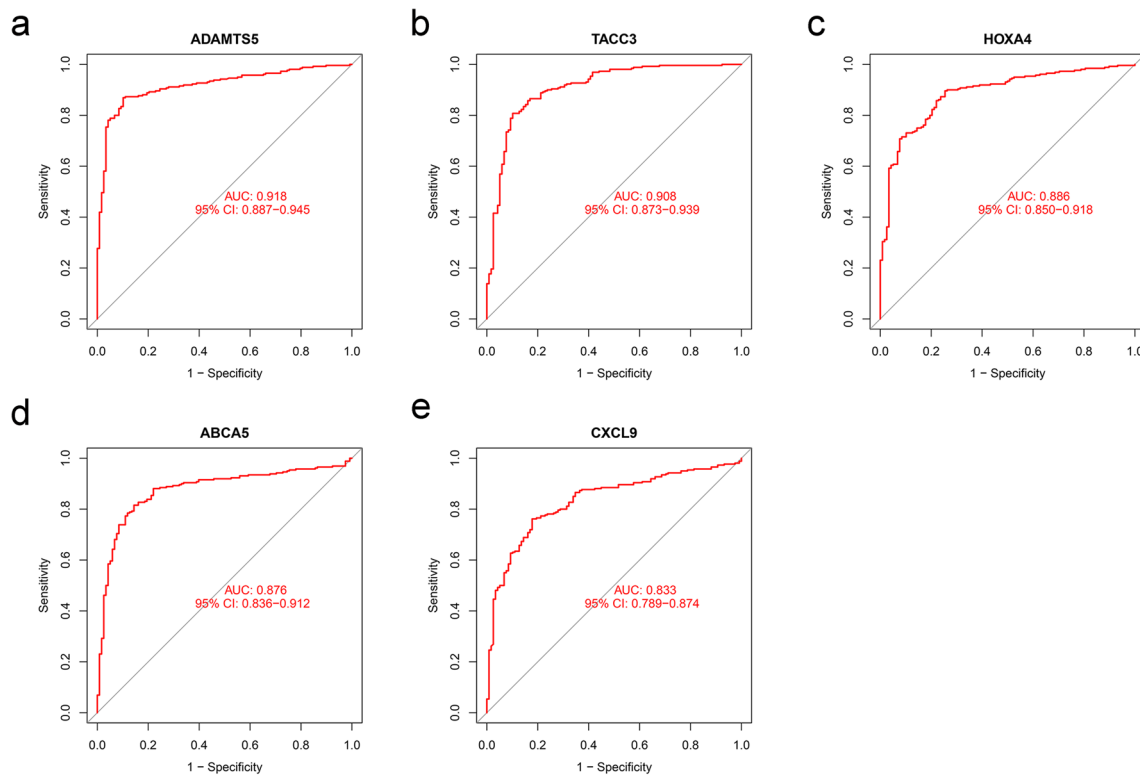 a
ADAMTS5
Sensitivity
0.0 0.2 0.4 0.6 0.8 1.0
AUC: 0.918
95% CI: 0.887−0.945
0.0 0.2 0.4 0.6 0.8 1.0
1 − Specificity
b
TACC3
Sensitivity
0.0 0.2 0.4 0.6 0.8 1.0
AUC: 0.908
95% CI: 0.873−0.939
0.0 0.2 0.4 0.6 0.8 1.0
1 − Specificity
c
HOXA4
Sensitivity
0.0 0.2 0.4 0.6 0.8 1.0
AUC: 0.886
95% CI: 0.850−0.918
0.0 0.2 0.4 0.6 0.8 1.0
1 − Specificity
d
ABCA5
Sensitivity
0.0 0.2 0.4 0.6 0.8 1.0
AUC: 0.876
95% CI: 0.836−0.912
0.0 0.2 0.4 0.6 0.8 1.0
1 − Specificity
e
CXCL9
Sensitivity
0.0 0.2 0.4 0.6 0.8 1.0
AUC: 0.833
95% CI: 0.789−0.874
0.0 0.2 0.4 0.6 0.8 1.0
1 − Specificity